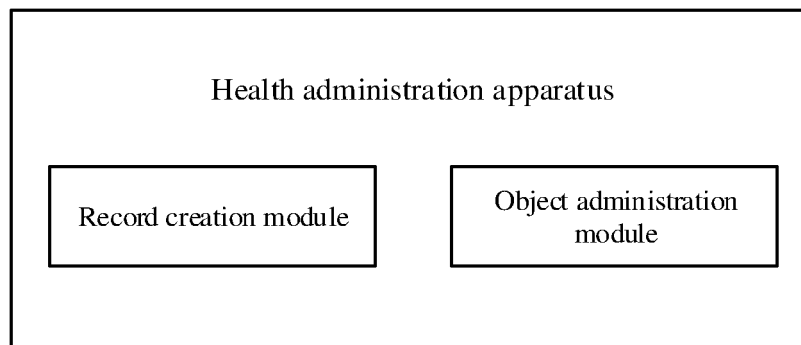 Health administration apparatus
Record creation module
Object administration
module